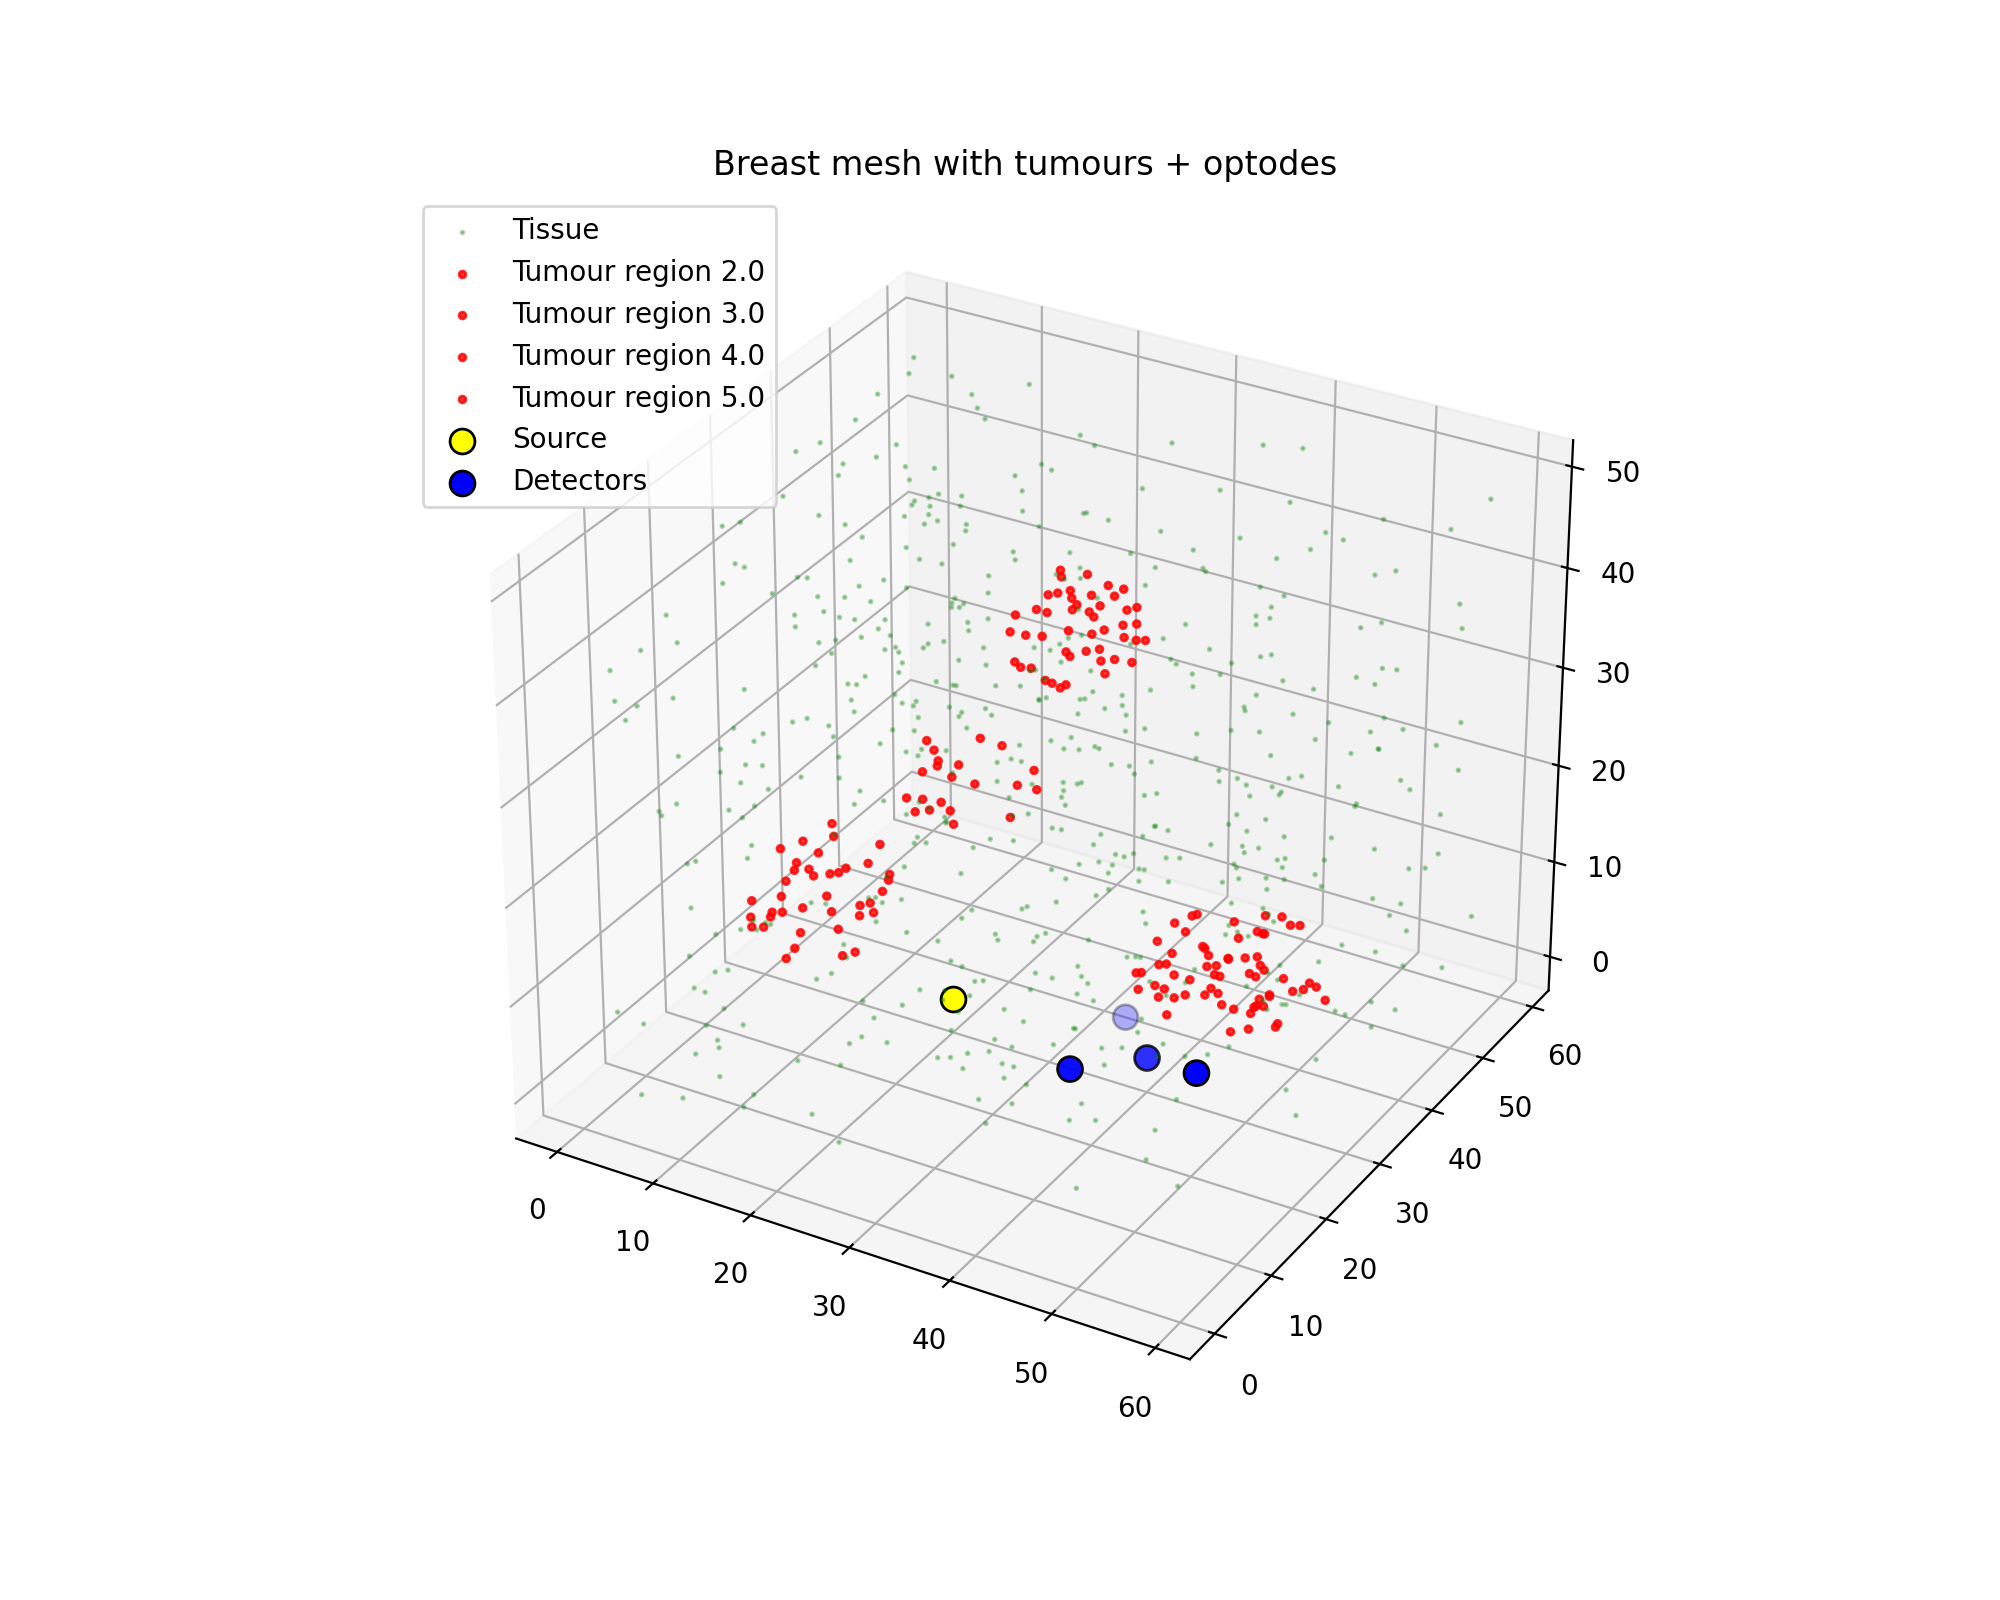 Breast mesh with tumours + optodes
Tissue
Tumour region 2.0
Tumour region 3.0
Tumour region 4.0
Tumour region 5.0
Source
Detectors
50
40
30
20
10
0
60
50
40
30
20
10
0
0
10
20
30
40
50
60